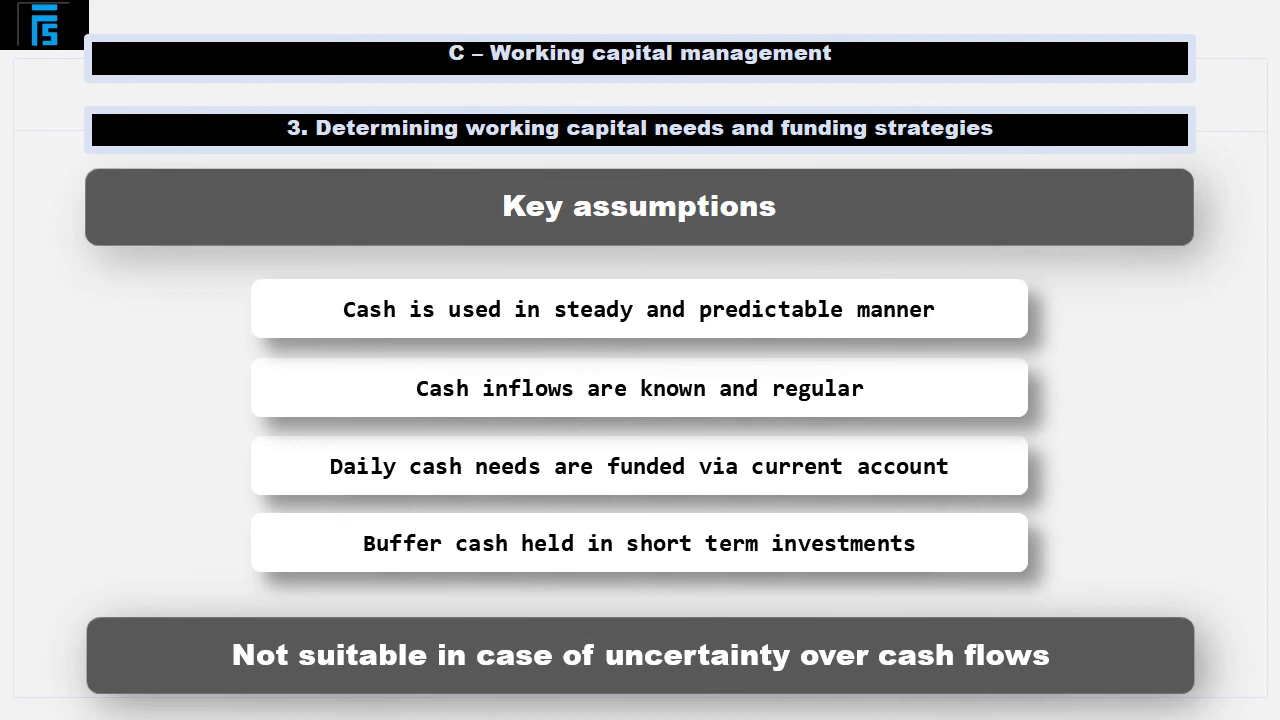 C – Working capital management
3. Determining working capital needs and funding strategies
Key assumptions
Cash is used in steady and predictable manner
Cash inflows are known and regular
Daily cash needs are funded via current account
Buffer cash held in short term investments
Not suitable in case of uncertainty over cash flows